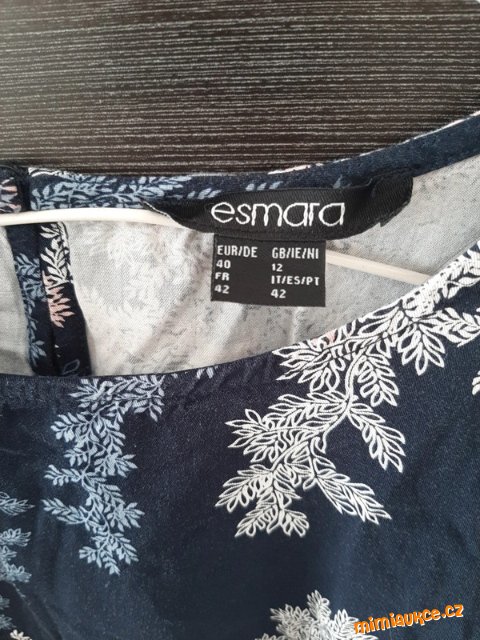 esmara
EUR/DE GB/IE/NI
40 12
FR IT/ES/PT
42 42
mimiaukce.cz